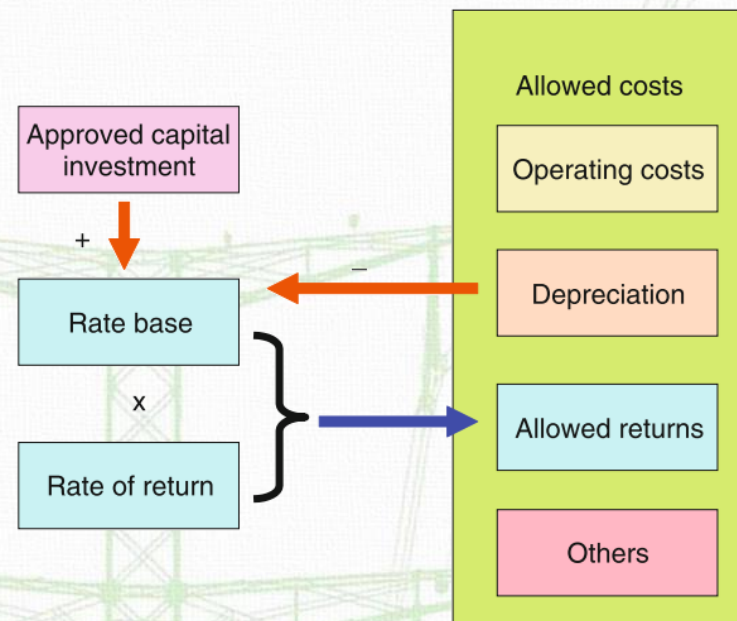 Approved capital
investment
+
Rate base
x
Rate of return
–
Allowed costs
Operating costs
Depreciation
Allowed returns
Others